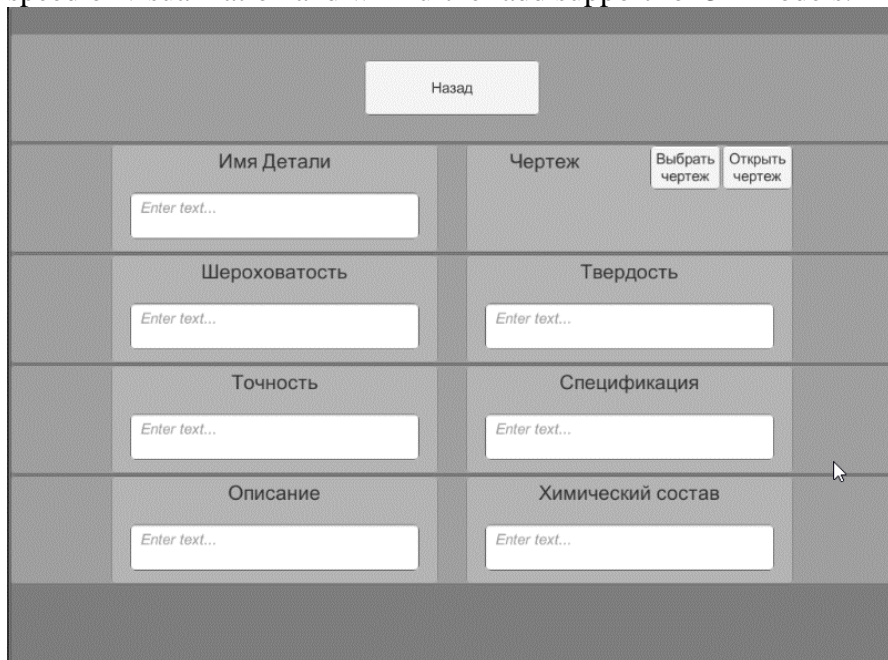 Назад
Имя Детали
Чертеж
Выбрать чертеж
Открыть чертеж
Enter text...
Шероховатость
Твердость
Enter text...
Enter text...
Точность
Спецификация
Enter text...
Enter text...
Описание
Химический состав
Enter text...
Enter text...